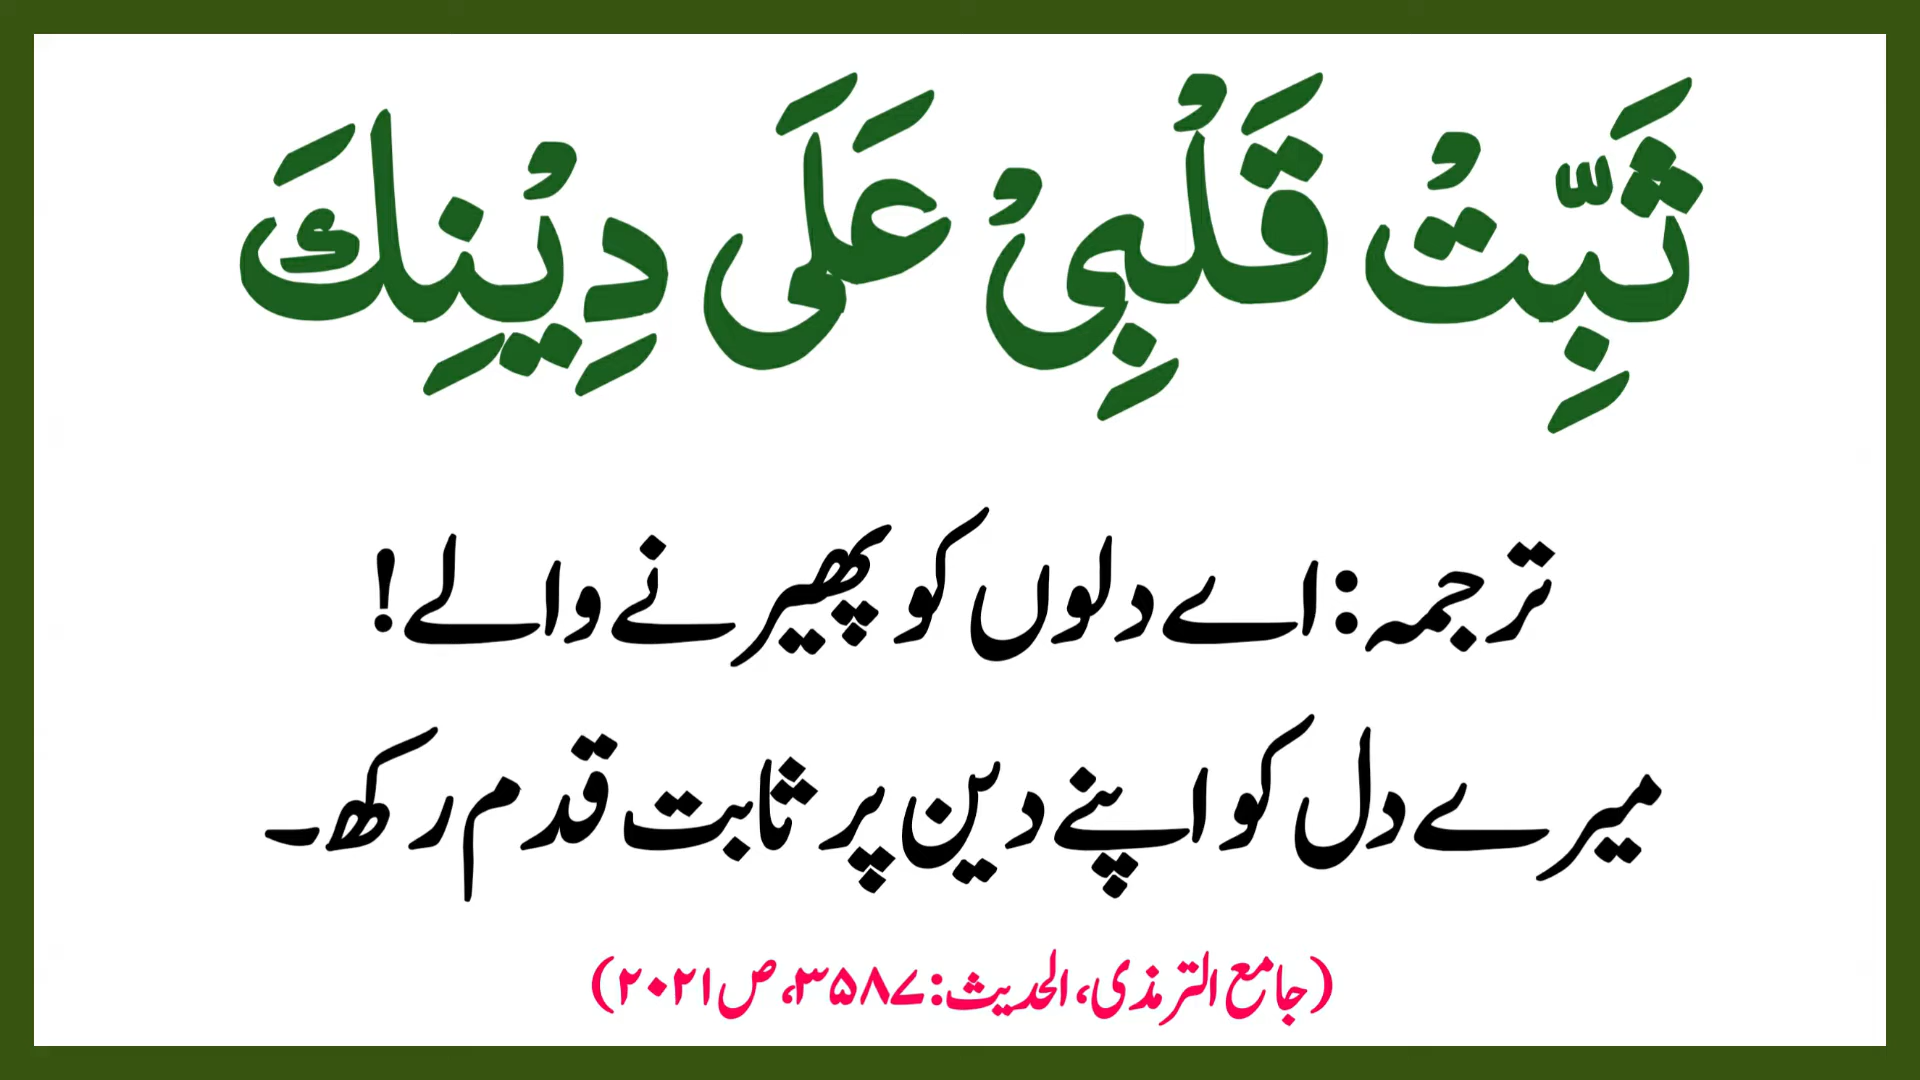 ثَبِّتْ قَلْبِیْ عَلَی دِیْنِكَ
ترجمہ: اے دلوں کو پھیرنے والے!
میرے دل کو اپنے دین پر ثابت قدم رکھ۔
(جامع الترمذی، الحدیث: ۳۵۸۷، ص ۲۰۲۱)